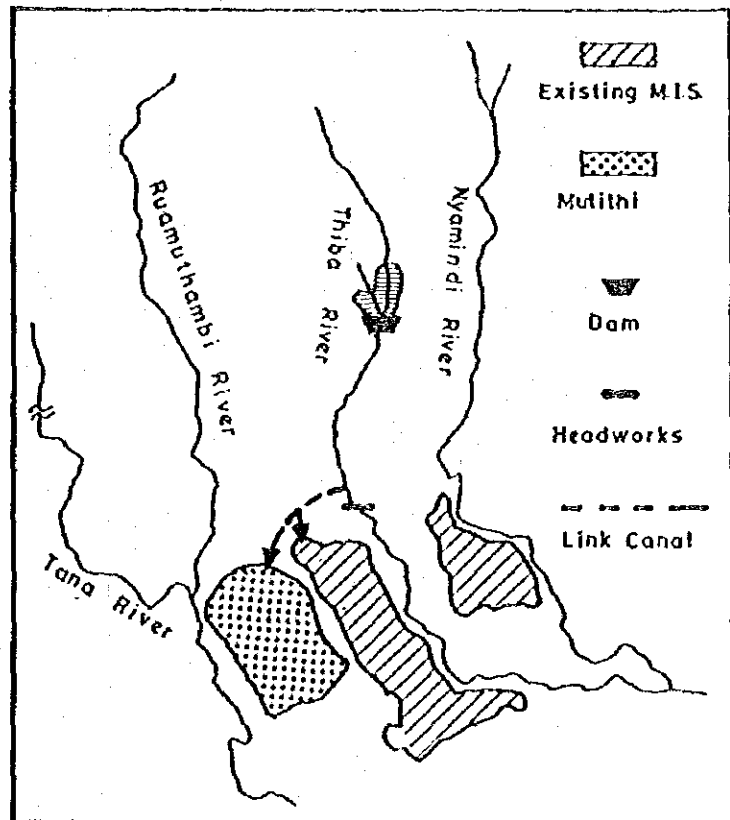 Existing M.I.S.
Mutithi
Dam
Headworks
Link Canal
Ruamuthambi River
Thiba River
Nyamindi River
Tana River